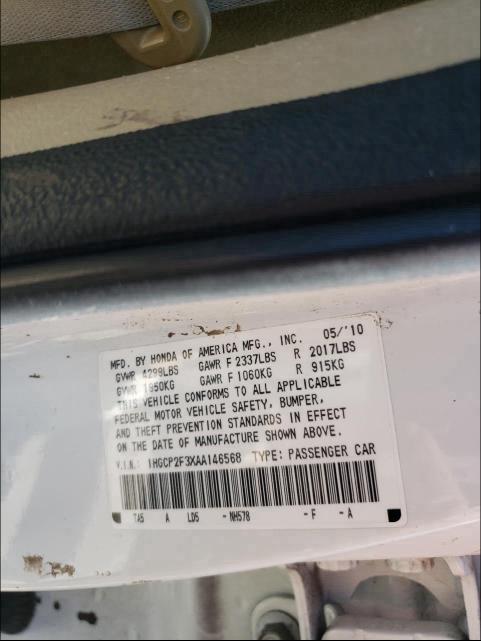 MFD. BY HONDA OF AMERICA MFG., INC. 05/'10
GVWR 4299LBS GAWR F 2337LBS R 2017LBS
GVWR 1950KG GAWR F 1060KG R 915KG
THIS VEHICLE CONFORMS TO ALL APPLICABLE
FEDERAL MOTOR VEHICLE SAFETY, BUMPER,
AND THEFT PREVENTION STANDARDS IN EFFECT
ON THE DATE OF MANUFACTURE SHOWN ABOVE.
V.I.N.: 1HGCP2F3XAA146568 TYPE: PASSENGER CAR
TA5 A LD5 -NH578 -F -A